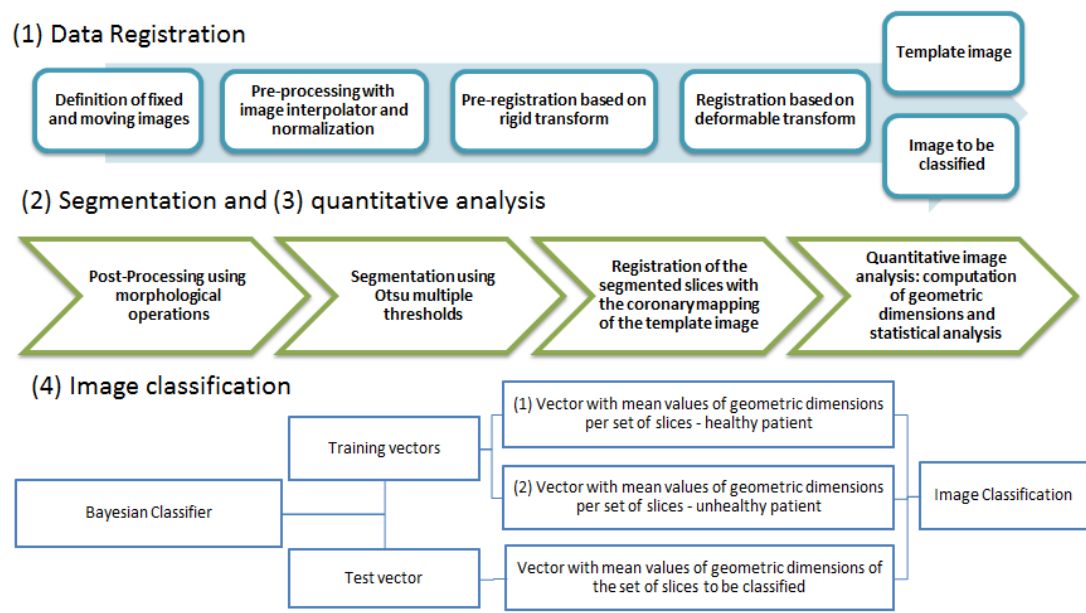 (1) Data Registration
Definition of fixed
and moving images
Pre-processing with
image interpolator and
normalization
Pre-registration based on
rigid transform
Registration based on
deformable transform
Template image
Image to be
classified
(2) Segmentation and (3) quantitative analysis
Post-Processing using
morphological
operations
Segmentation using
Otsu multiple
thresholds
Registration of the
segmented slices with
the coronary mapping
of the template image
Quantitative image
analysis: computation
of geometric
dimensions and
statistical analysis
(4) Image classification
Bayesian Classifier
Training vectors
(1) Vector with mean values of geometric dimensions
per set of slices - healthy patient
(2) Vector with mean values of geometric dimensions
per set of slices - unhealthy patient
Test vector
Vector with mean values of geometric dimensions of
the set of slices to be classified
Image Classification